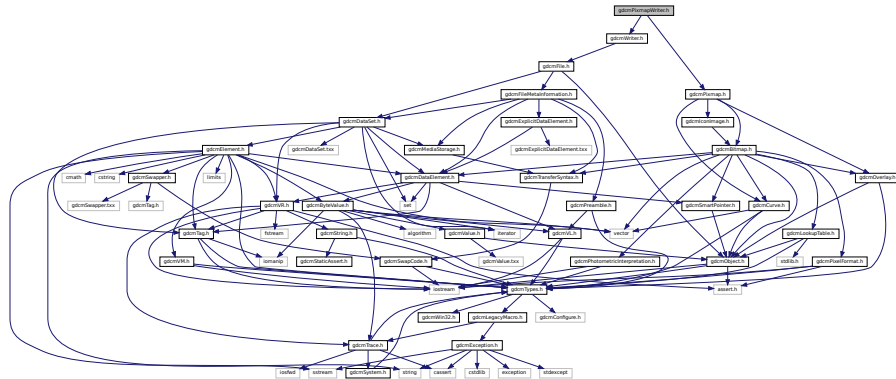 gdcmPixmapWriter.h
gdcmWriter.h
gdcmFile.h
gdcmFileMetaInformation.h
gdcmPixmap.h
gdcmDataSet.h
gdcmExplicitDataElement.h
gdcmIconImage.h
gdcmElement.h
gdcmDataSet.txx
gdcmMediaStorage.h
gdcmExplicitDataElement.txx
gdcmBitmap.h
cmath
cstring
gdcmSwapper.h
limits
gdcmDataElement.h
gdcmTransferSyntax.h
gdcmOverlay.h
gdcmSwapper.txx
gdcmTag.h
gdcmVR.h
gdcmByteValue.h
set
gdcmPreamble.h
gdcmSmartPointer.h
gdcmCurve.h
gdcmTag.h
fstream
gdcmString.h
algorithm
gdcmValue.h
iterator
gdcmVL.h
vector
gdcmLookupTable.h
gdcmVM.h
iomanip
gdcmStaticAssert.h
gdcmSwapCode.h
gdcmValue.txx
gdcmPhotometricInterpretation.h
gdcmObject.h
stdlib.h
gdcmPixelFormat.h
iostream
gdcmTypes.h
assert.h
gdcmWin32.h
gdcmLegacyMacro.h
gdcmConfigure.h
gdcmTrace.h
gdcmException.h
iosfwd
sstream
gdcmSystem.h
string
cassert
cstdlib
exception
stdexcept